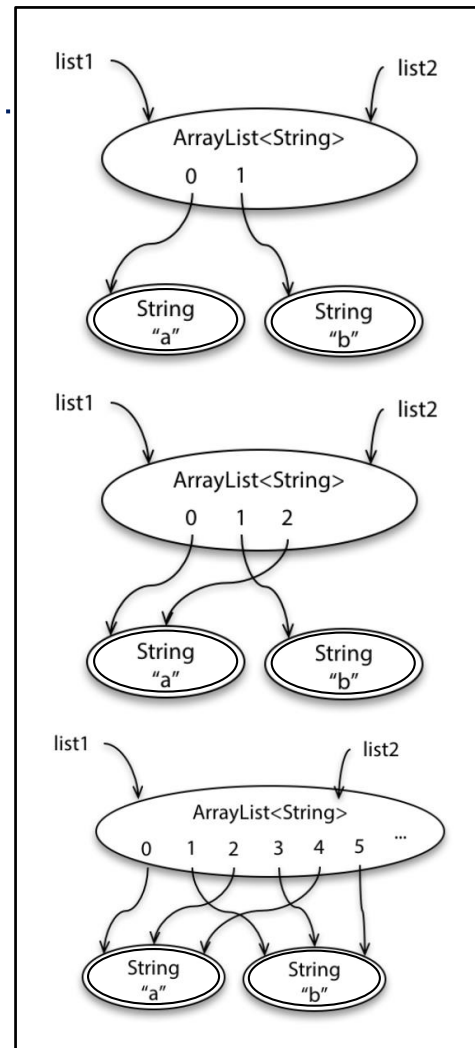 list1
list2
ArrayList<String>
0 1
String
“a”
String
“b”
list1
list2
ArrayList<String>
0 1 2
String
“a”
String
“b”
list1
list2
ArrayList<String>
0 1 2 3 4 5 ...
String
“a”
String
“b”